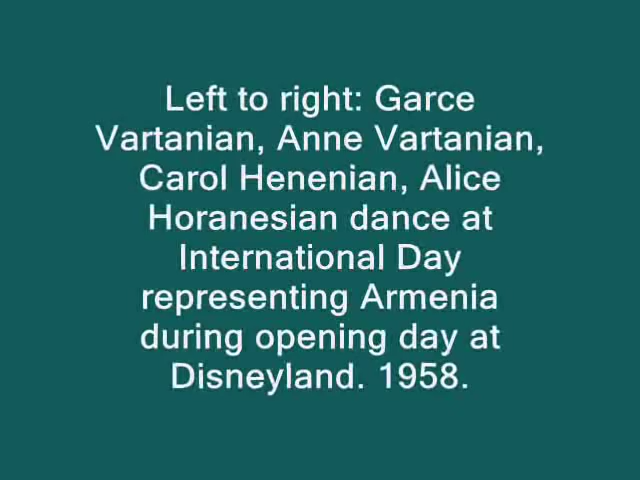 Left to right: Garce
Vartanian, Anne Vartanian,
Carol Henenian, Alice
Horanesian dance at
International Day
representing Armenia
during opening day at
Disneyland. 1958.